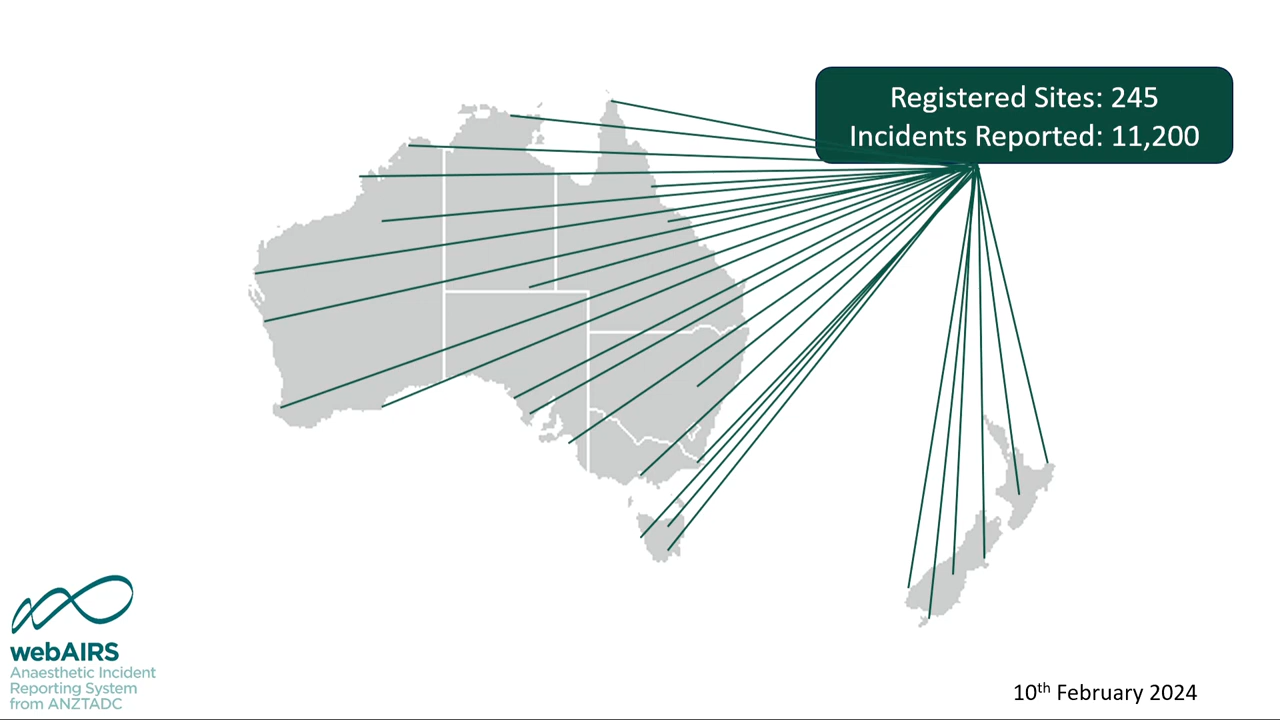 Registered Sites: 245
Incidents Reported: 11,200
webAIRS
Anaesthetic Incident
Reporting System
from ANZTADC
10th February 2024